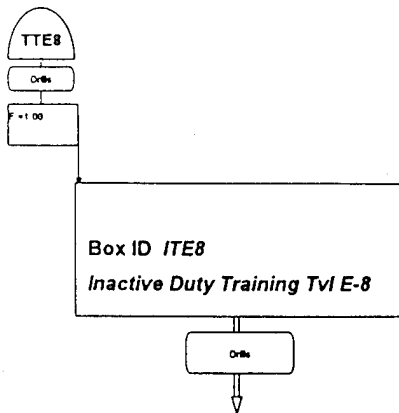 TTE8
Drills
F = 1.00
Box ID ITE8
Inactive Duty Training Tvl E-8
Drills